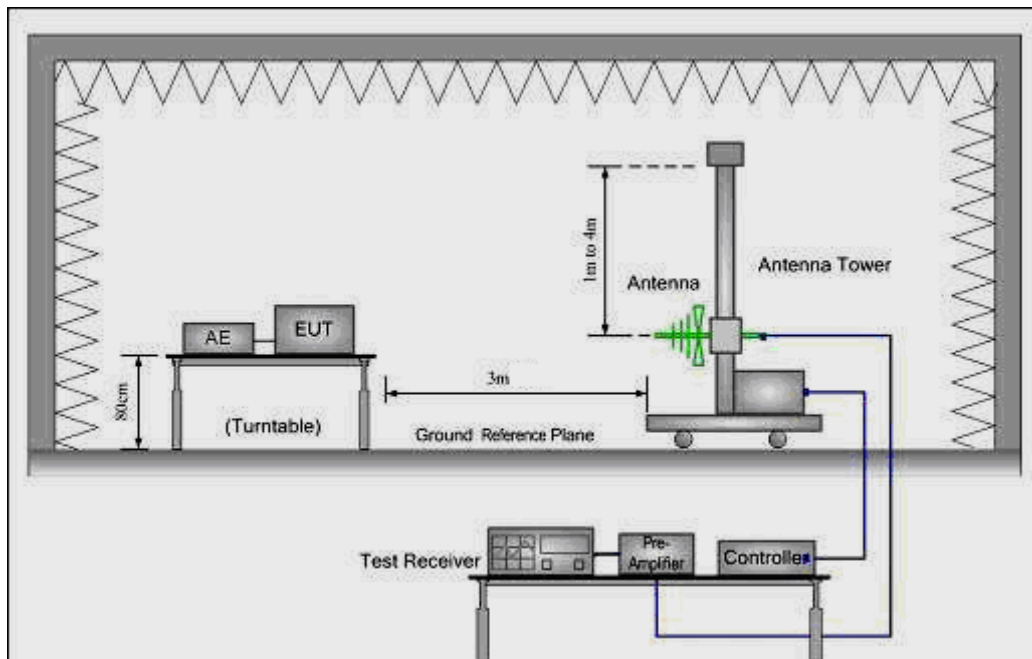 1m to 4m
Antenna Tower
Antenna
AE
EUT
80cm
3m
(Turntable)
Ground Reference Plane
Test Receiver
Pre-
Amplifier
Controller